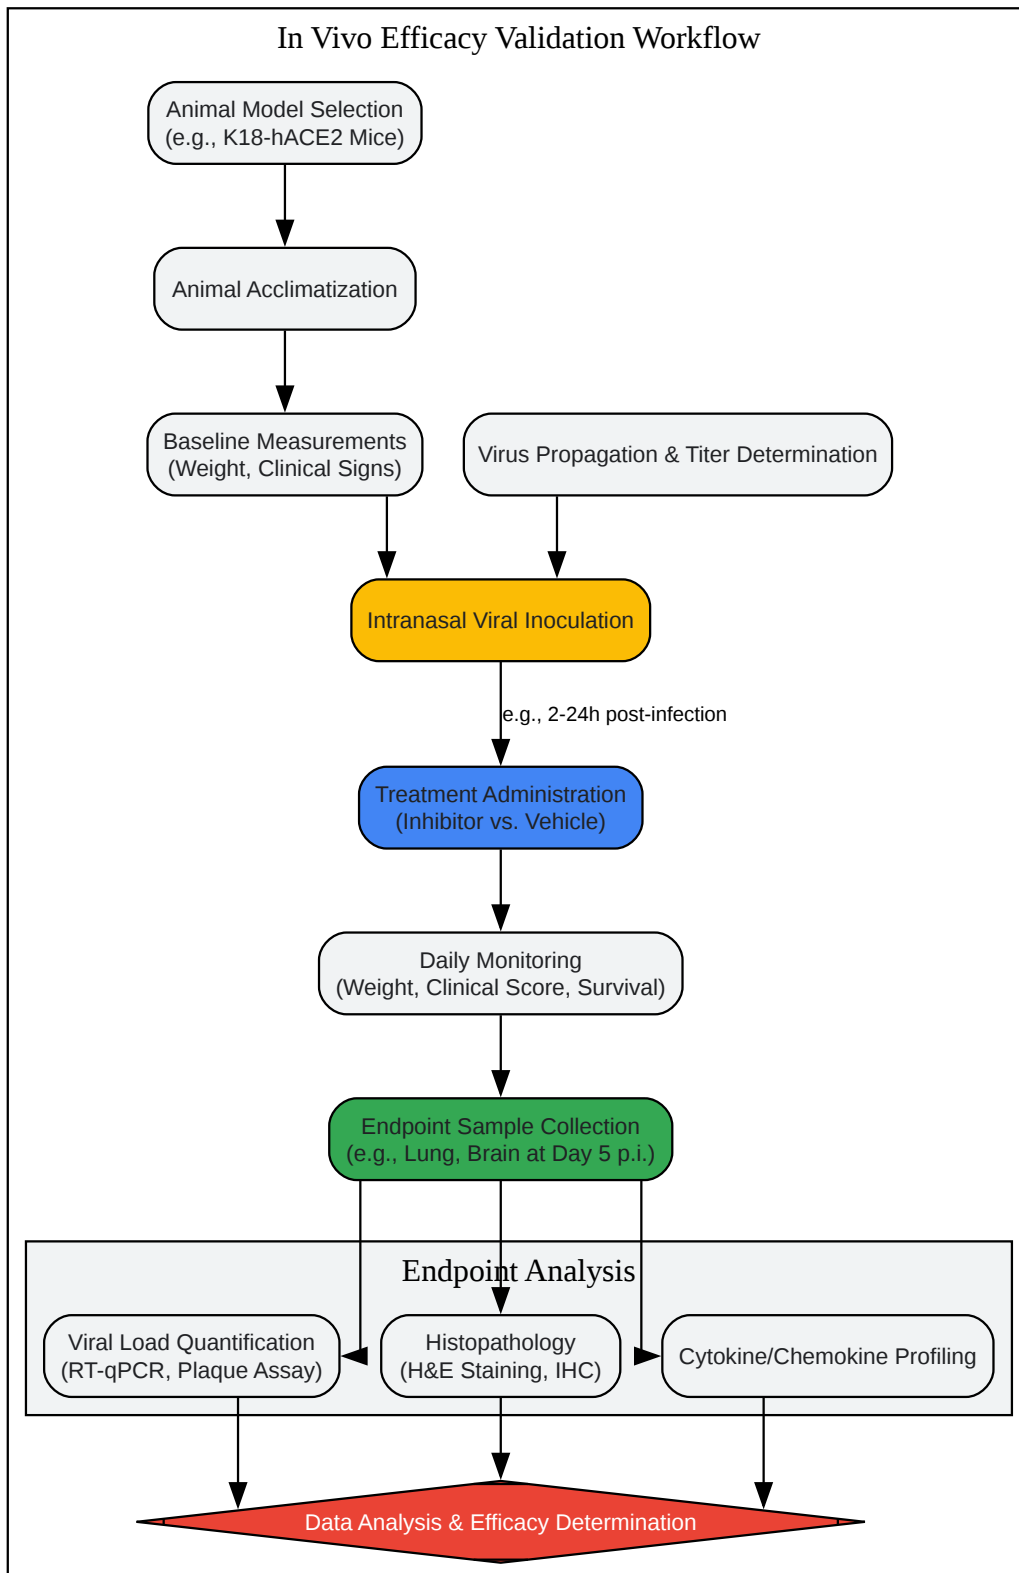 In Vivo Efficacy Validation Workflow
Animal Model Selection
(e.g., K18-hACE2 Mice)
Animal Acclimatization
Baseline Measurements
(Weight, Clinical Signs)
Virus Propagation & Titer Determination
Intranasal Viral Inoculation
e.g., 2-24h post-infection
Treatment Administration
(Inhibitor vs. Vehicle)
Daily Monitoring
(Weight, Clinical Score, Survival)
Endpoint Sample Collection
(e.g., Lung, Brain at Day 5 p.i.)
Endpoint Analysis
Viral Load Quantification
(RT-qPCR, Plaque Assay)
Histopathology
(H&E Staining, IHC)
Cytokine/Chemokine Profiling
Data Analysis & Efficacy Determination